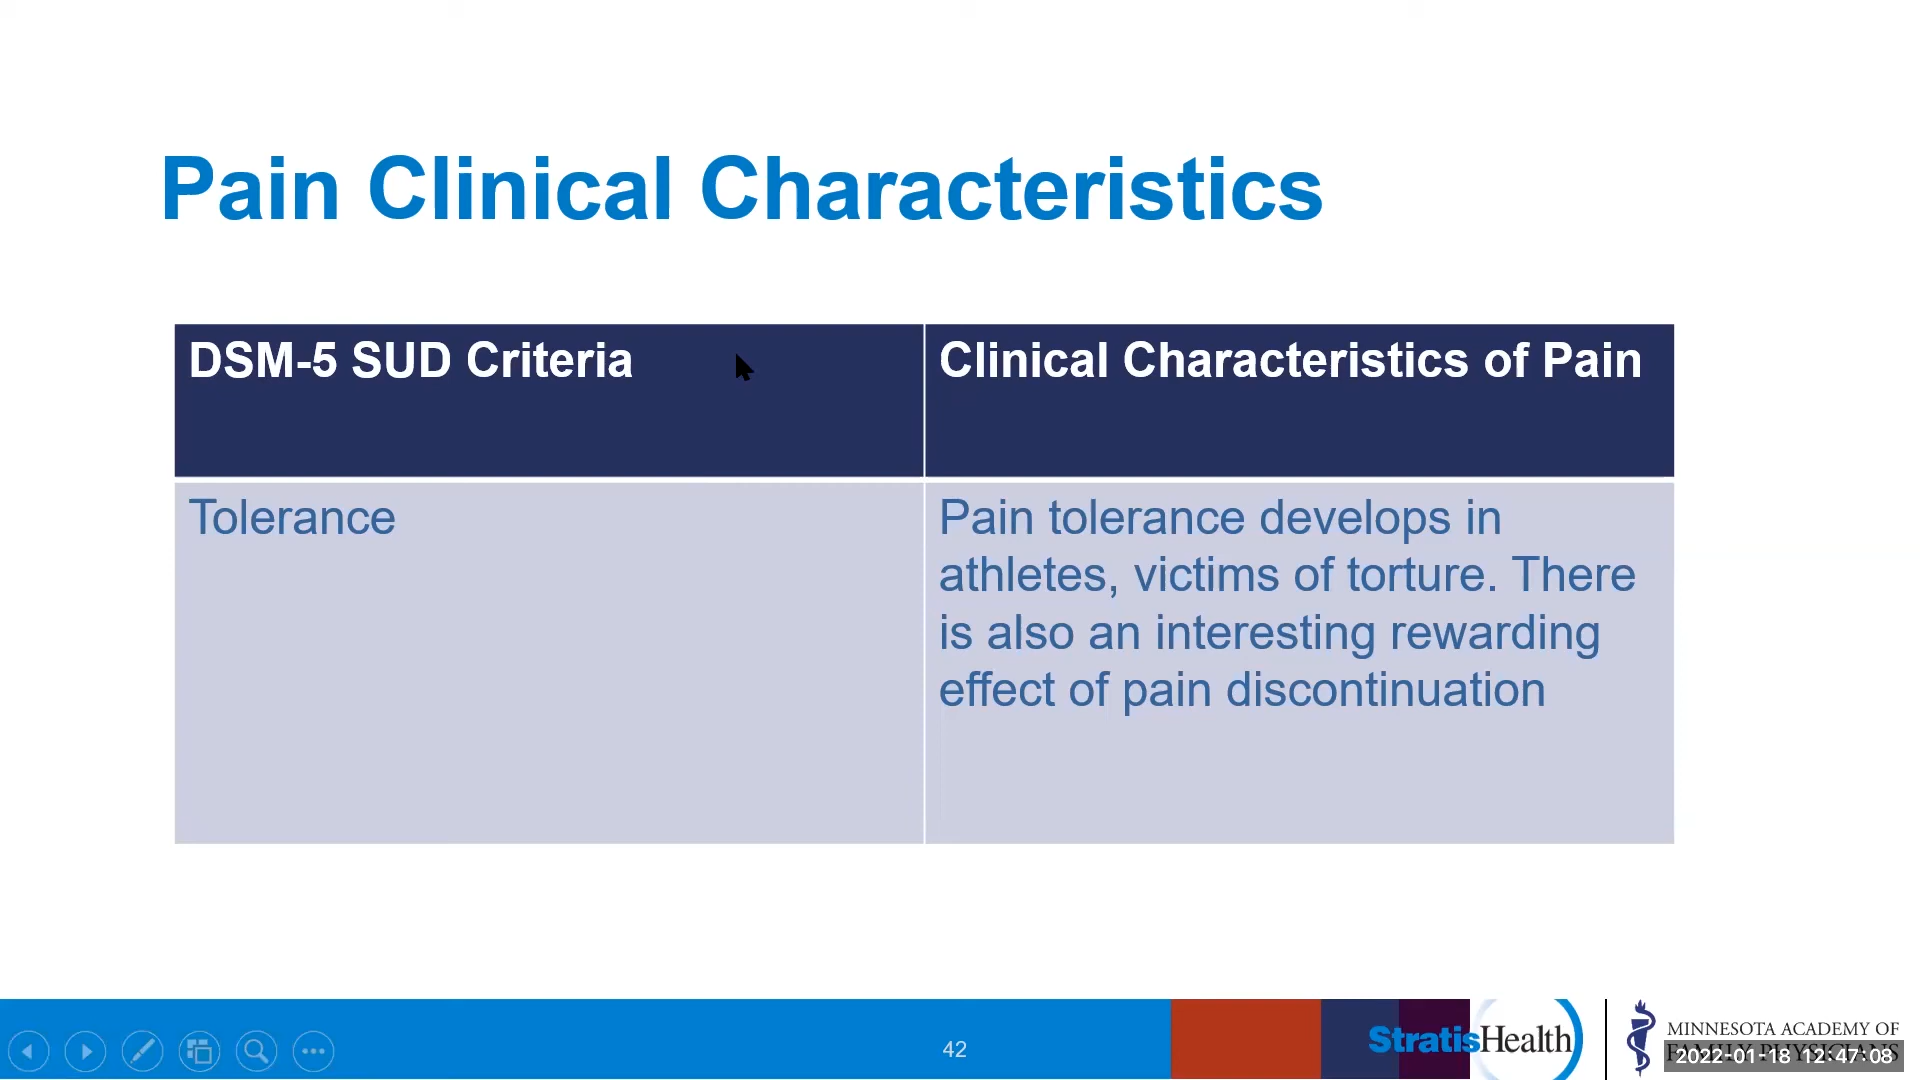 Pain Clinical Characteristics
DSM-5 SUD Criteria
Clinical Characteristics of Pain
Tolerance
Pain tolerance develops in
athletes, victims of torture. There
is also an interesting rewarding
effect of pain discontinuation
42
StratisHealth
MINNESOTA ACADEMY OF
FAMILY PHYSICIANS
2022-01-18 12:47:08